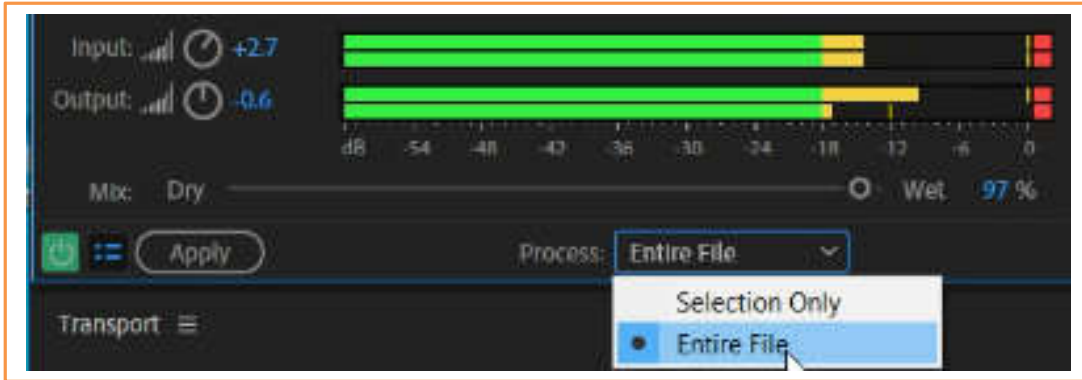 Input: +2.7
Output: -0.6
dB -54 -48 -42 -36 -30 -24 -18 -12 -6 0
Mix: Dry Wet 97 %
Apply Process: Entire File
Selection Only
Transport
Entire File